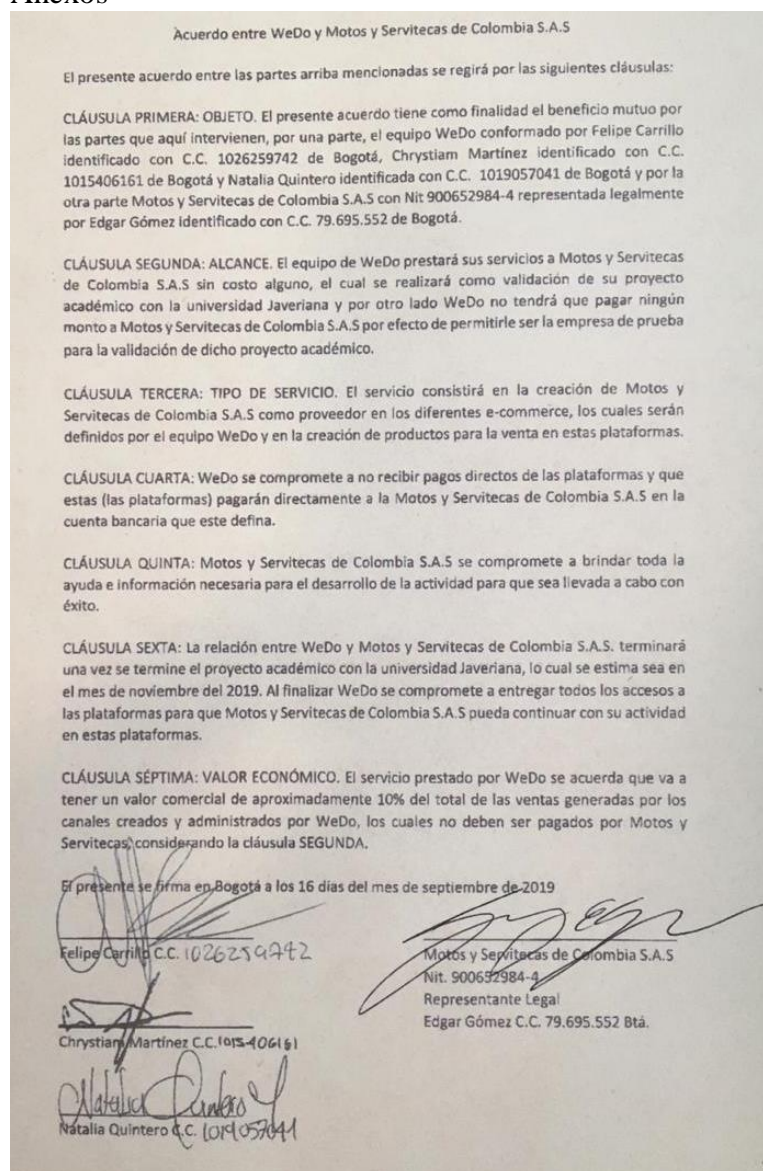 Anexos
Acuerdo entre WeDo y Motos y Servitecas de Colombia S.A.S
El presente acuerdo entre las partes arriba mencionadas se regirá por las siguientes cláusulas:
CLÁUSULA PRIMERA: OBJETO. El presente acuerdo tiene como finalidad el beneficio mutuo por
las partes que aquí intervienen, por una parte, el equipo WeDo conformado por Felipe Carrillo
identificado con C.C. 1026259742 de Bogotá, Chrystiam Martínez identificado con C.C.
1015406161 de Bogotá y Natalia Quintero identificada con C.C. 1019057041 de Bogotá y por la
otra parte Motos y Servitecas de Colombia S.A.S con Nit 900652984-4 representada legalmente
por Edgar Gómez identificado con C.C. 79.695.552 de Bogotá.
CLÁUSULA SEGUNDA: ALCANCE. El equipo de WeDo prestará sus servicios a Motos y Servitecas
de Colombia S.A.S sin costo alguno, el cual se realizará como validación de su proyecto
académico con la universidad Javeriana y por otro lado WeDo no tendrá que pagar ningún
monto a Motos y Servitecas de Colombia S.A.S por efecto de permitirle ser la empresa de prueba
para la validación de dicho proyecto académico.
CLÁUSULA TERCERA: TIPO DE SERVICIO. El servicio consistirá en la creación de Motos y
Servitecas de Colombia S.A.S como proveedor en los diferentes e-commerce, los cuales serán
definidos por el equipo WeDo y en la creación de productos para la venta en estas plataformas.
CLÁUSULA CUARTA: WeDo se compromete a no recibir pagos directos de las plataformas y que
estas (las plataformas) pagarán directamente a la Motos y Servitecas de Colombia S.A.S en la
cuenta bancaria que este defina.
CLÁUSULA QUINTA: Motos y Servitecas de Colombia S.A.S se compromete a brindar toda la
ayuda e información necesaria para el desarrollo de la actividad para que sea llevada a cabo con
éxito.
CLÁUSULA SEXTA: La relación entre WeDo y Motos y Servitecas de Colombia S.A.S. terminará
una vez se termine el proyecto académico con la universidad Javeriana, lo cual se estima sea en
el mes de noviembre del 2019. Al finalizar WeDo se compromete a entregar todos los accesos a
las plataformas para que Motos y Servitecas de Colombia S.A.S pueda continuar con su actividad
en estas plataformas.
CLÁUSULA SÉPTIMA: VALOR ECONÓMICO. El servicio prestado por WeDo se acuerda que va a
tener un valor comercial de aproximadamente 10% del total de las ventas generadas por los
canales creados y administrados por WeDo, los cuales no deben ser pagados por Motos y
Servitecas, considerando la cláusula SEGUNDA.
El presente se firma en Bogotá a los 16 días del mes de septiembre de 2019
Felipe Carrillo C.C. 1026259742
Chrystiam Martínez C.C. 1015406161
Natalia Quintero
Natalia Quintero C.C. 1019057041
Motos y Servitecas de Colombia S.A.S
Nit. 900652984-4
Representante Legal
Edgar Gómez C.C. 79.695.552 Btá.